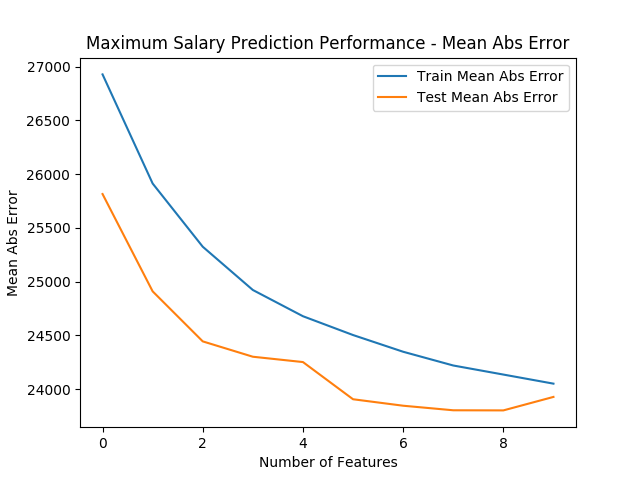 Maximum Salary Prediction Performance - Mean Abs Error
Train Mean Abs Error
Test Mean Abs Error
Mean Abs Error
27000
26500
26000
25500
25000
24500
24000
0
2
4
6
8
Number of Features